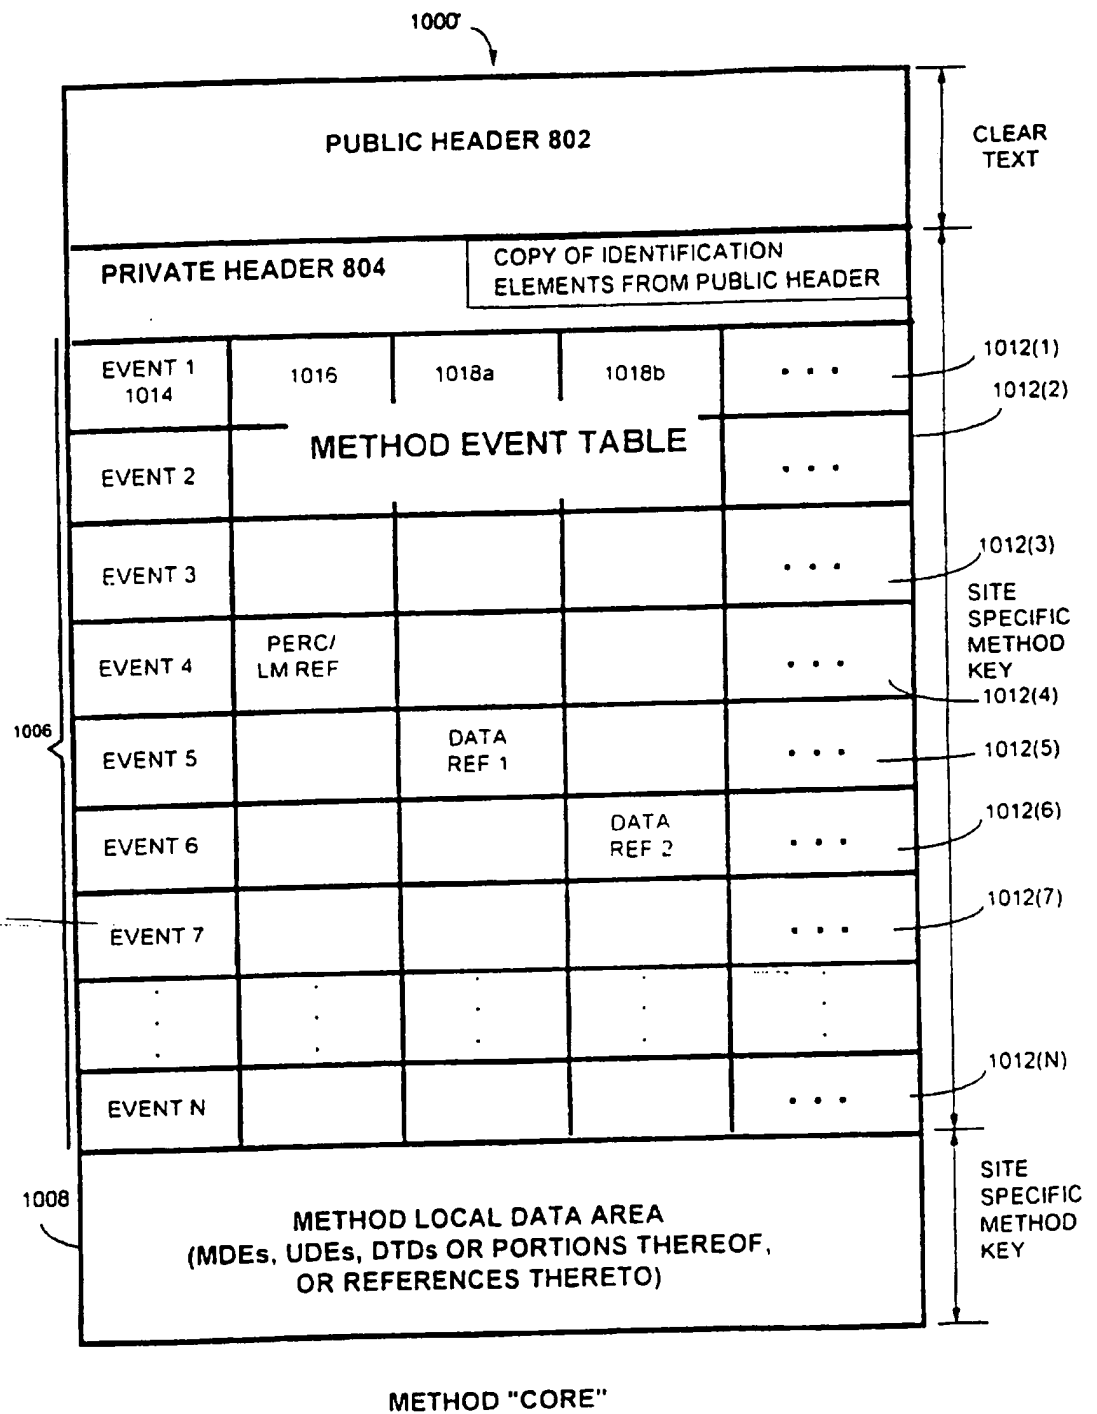 1000
PUBLIC HEADER 802
CLEAR
TEXT
PRIVATE HEADER 804
COPY OF IDENTIFICATION
ELEMENTS FROM PUBLIC HEADER
EVENT 1
1014
1016
1018a
1018b
• • •
1012(1)
1012(2)
METHOD EVENT TABLE
EVENT 2
• • •
EVENT 3
• • •
1012(3)
SITE
SPECIFIC
METHOD
KEY
EVENT 4
PERC/
LM REF
• • •
1012(4)
1006
EVENT 5
DATA
REF 1
• • •
1012(5)
EVENT 6
DATA
REF 2
• • •
1012(6)
EVENT 7
• • •
1012(7)
EVENT N
• • •
1012(N)
1008
METHOD LOCAL DATA AREA
(MDEs, UDEs, DTDs OR PORTIONS THEREOF,
OR REFERENCES THERETO)
SITE
SPECIFIC
METHOD
KEY
METHOD "CORE"